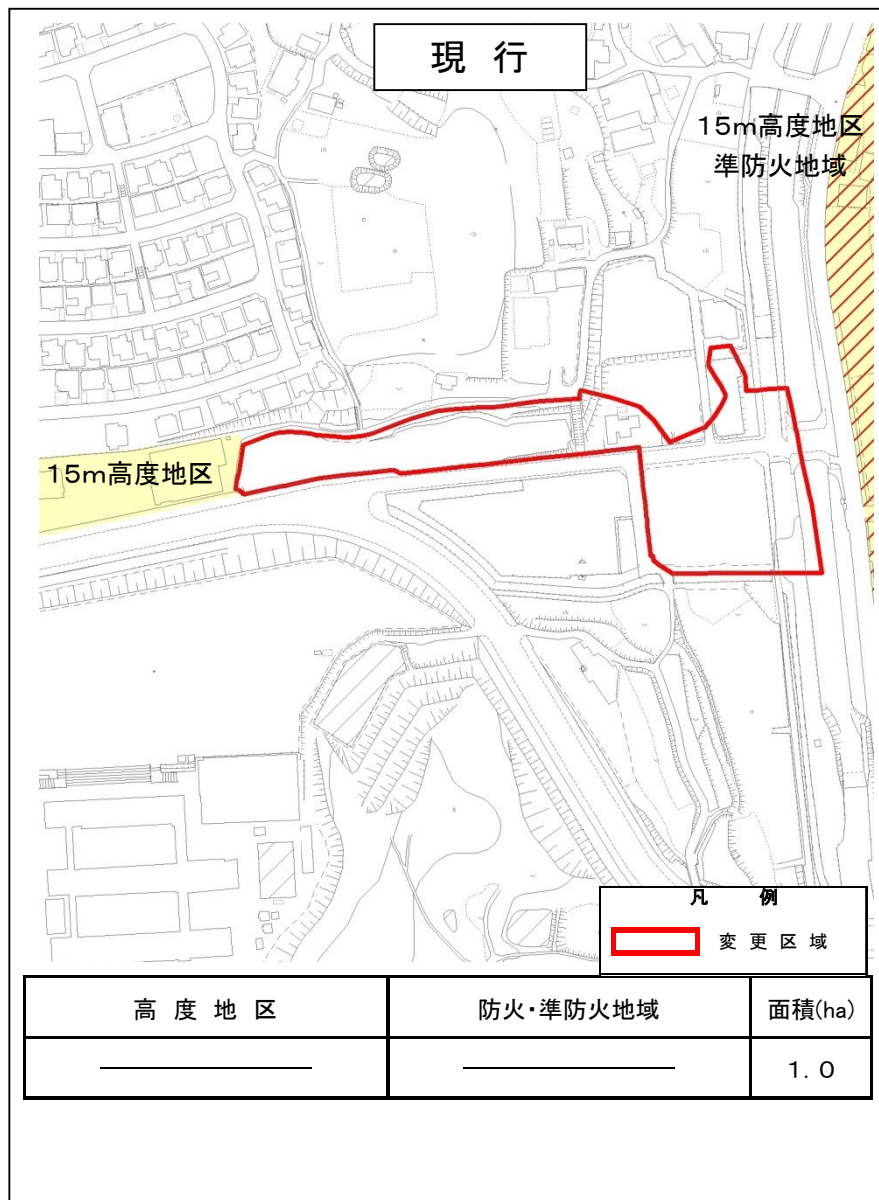 現 行
15m高度地区
準防火地域
15m高度地区
凡 例
変 更 区 域
高 度 地 区 防火・準防火地域 面積(ha)
1.0